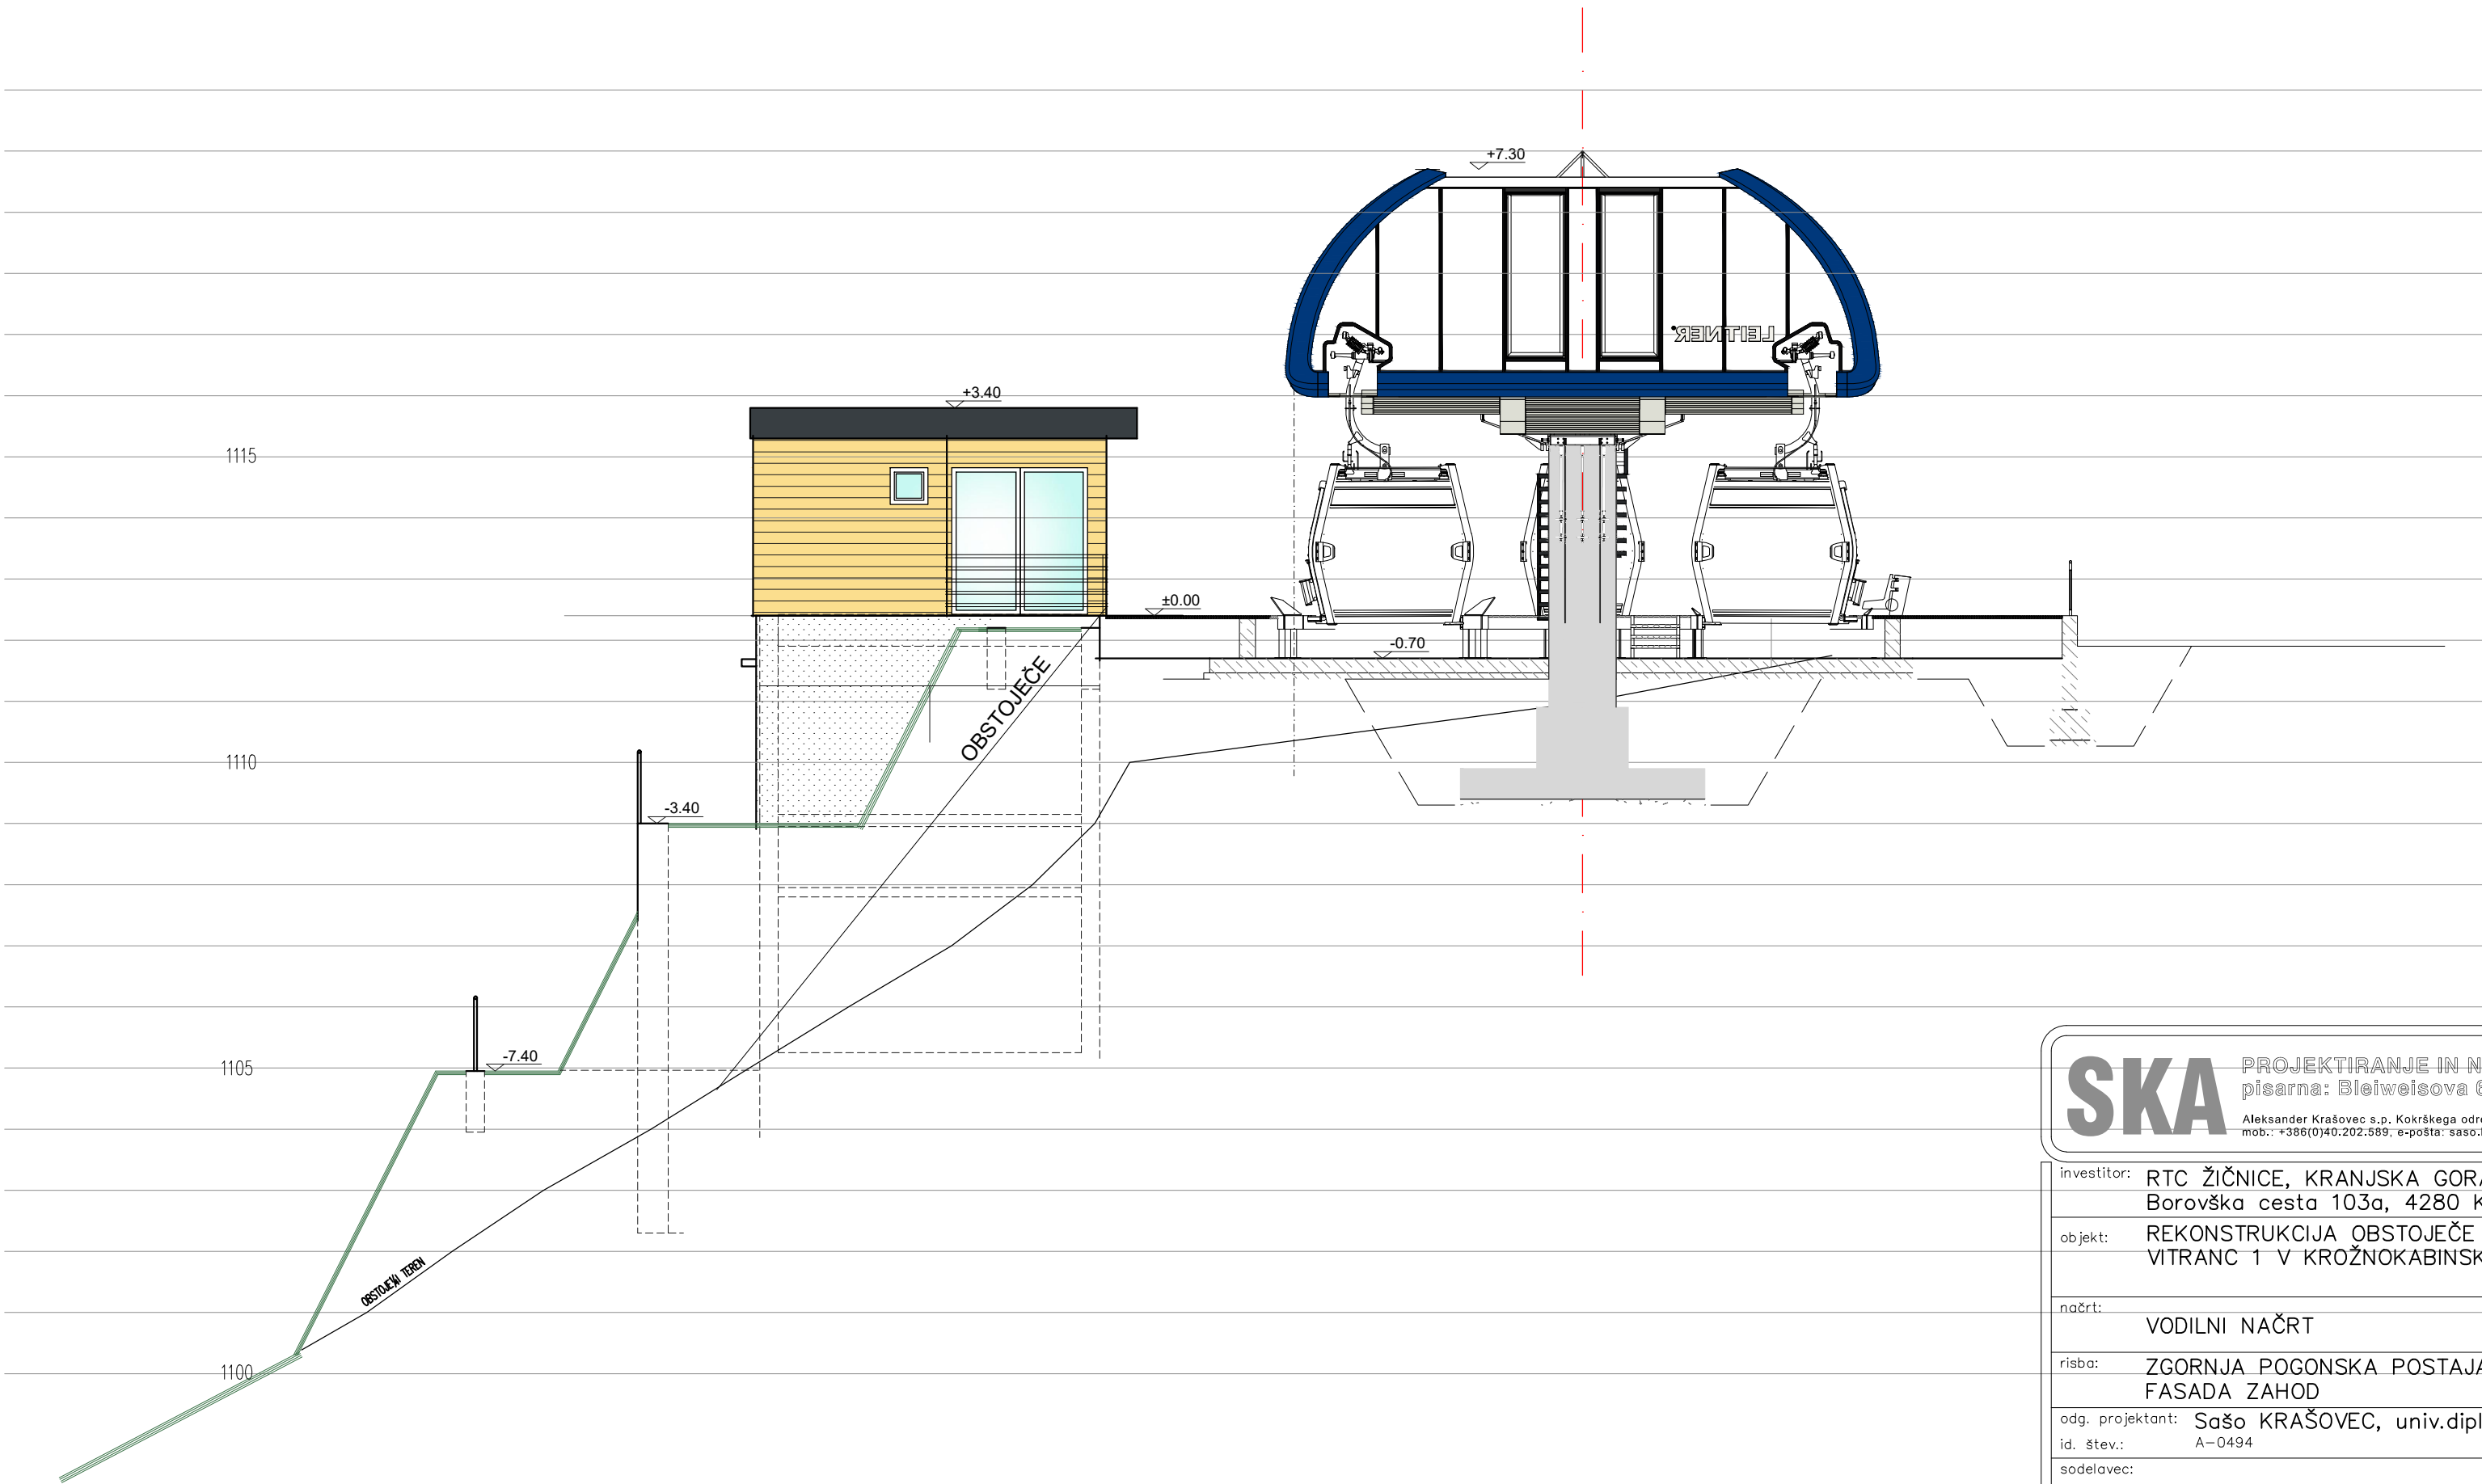 +7.30
LEITNER
+3.40
1115
±0.00
-0.70
OBSTOJEČE
1110
-3.40
-7.40
1105
OBSTOJEČI TEREN
1100
SKA
PROJEKTIRANJE IN N
pisarna: Bleiweisova 6
Aleksander Krašovec s.p. Kokrškega odre
mob.: +386(0)40.202.589, e-pošta: saso.
investitor: RTC ŽIČNICE, KRANJSKA GORA
Borovška cesta 103a, 4280 K
objekt: REKONSTRUKCIJA OBSTOJEČE
VITRANC 1 V KROŽNOKABINSK
načrt:
VODILNI NAČRT
risba: ZGORNJA POGONSKA POSTAJA
FASADA ZAHOD
odg. projektant: Sašo KRAŠOVEC, univ.dipl
id. štev.: A-0494
sodelavec: